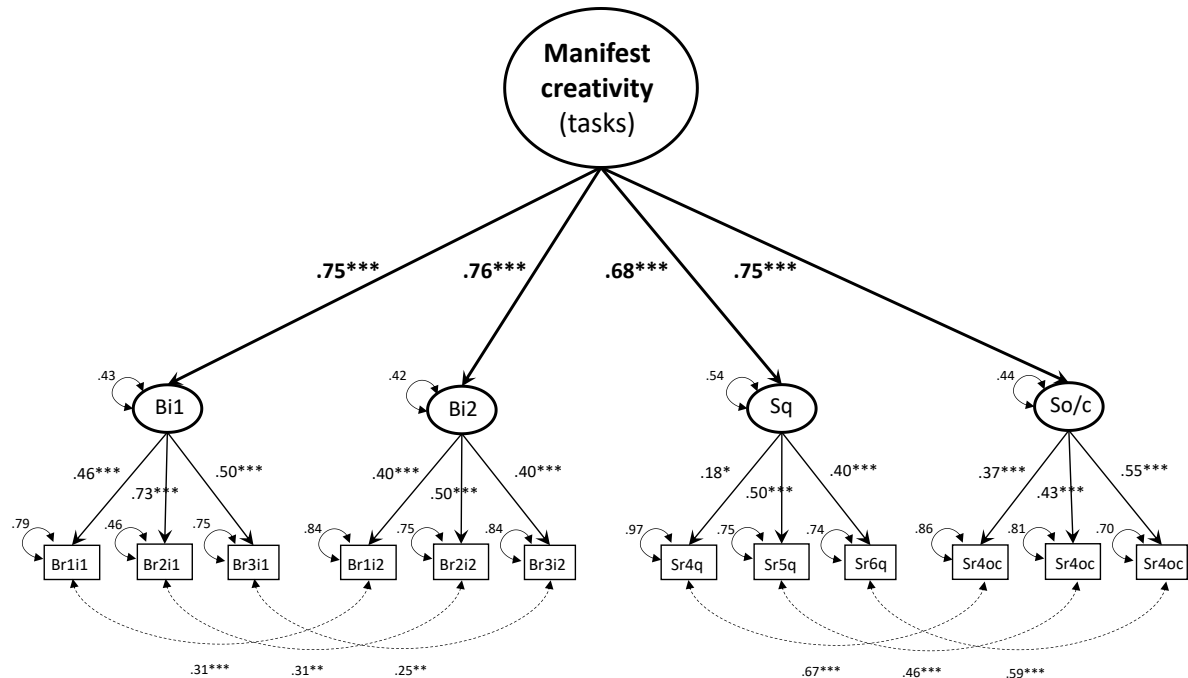 Manifest
creativity
(tasks)
.75***
.76***
.68***
.75***
.43
.42
.54
.44
Bi1
Bi2
Sq
So/c
.46***
.73***
.50***
.40***
.50***
.40***
.18*
.50***
.40***
.37***
.43***
.55***
.79
.46
.75
.84
.75
.84
.97
.75
.74
.86
.81
.70
Br1i1
Br2i1
Br3i1
Br1i2
Br2i2
Br3i2
Sr4q
Sr5q
Sr6q
Sr4oc
Sr4oc
Sr4oc
.31***
.31**
.25**
.67***
.46***
.59***